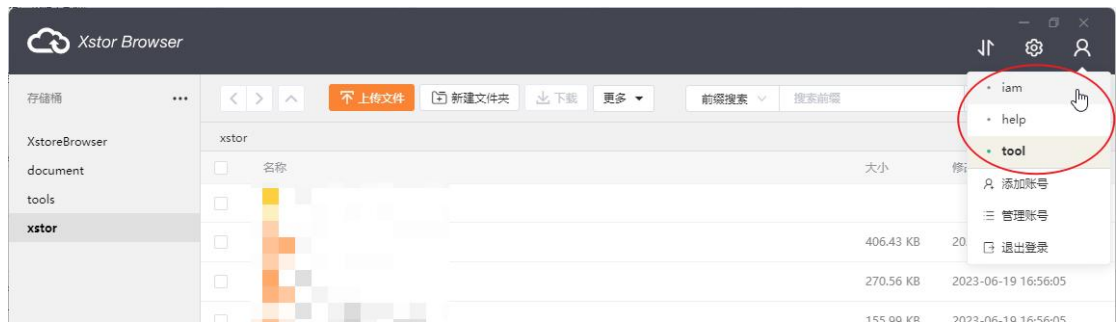 Xstor Browser
存储桶
上传文件 新建文件夹 下载 更多 前缀搜索 搜索前缀
iam
help
tool
添加账号
管理账号
退出登录
XstoreBrowser
document
tools
xstor
xstor
名称 大小
406.43 KB 20
270.56 KB 2023-06-19 16:56:05
155.99 KB 2023-06-19 16:56:05